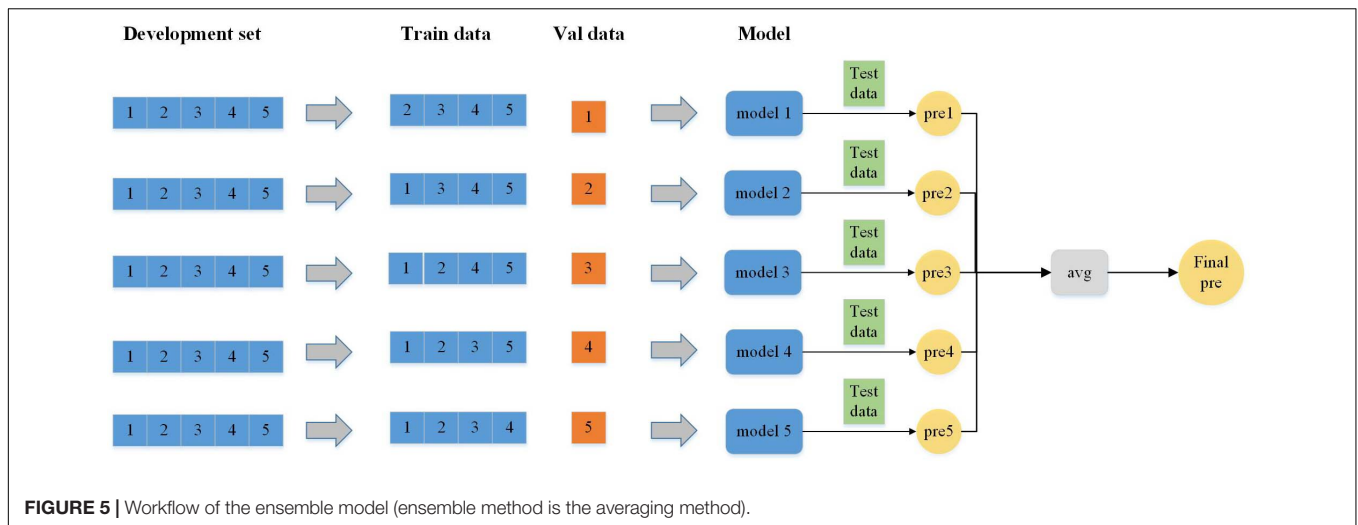 Development set Train data Val data Model
Test
data
1 2 3 4 5 2 3 4 5 1 model 1 pre1
Test
data
1 2 3 4 5 1 3 4 5 2 model 2 pre2
Test
data
1 2 3 4 5 1 2 4 5 3 model 3 pre3 avg Final
pre
Test
data
1 2 3 4 5 1 2 3 5 4 model 4 pre4
Test
data
1 2 3 4 5 1 2 3 4 5 model 5 pre5
FIGURE 5 | Workflow of the ensemble model (ensemble method is the averaging method).